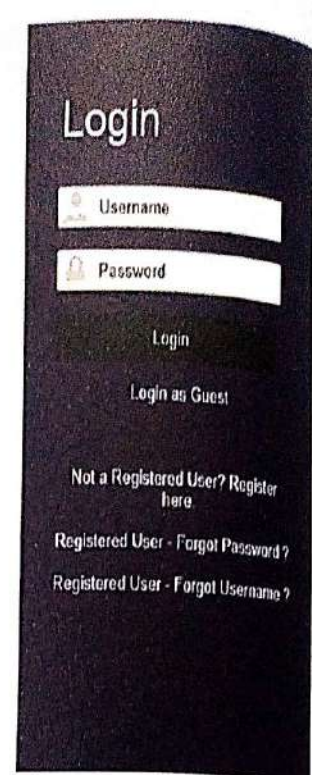 Login
Username
Password
Login
Login as Guest
Not a Registered User? Register
here.
Registered User - Forgot Password ?
Registered User - Forgot Username ?